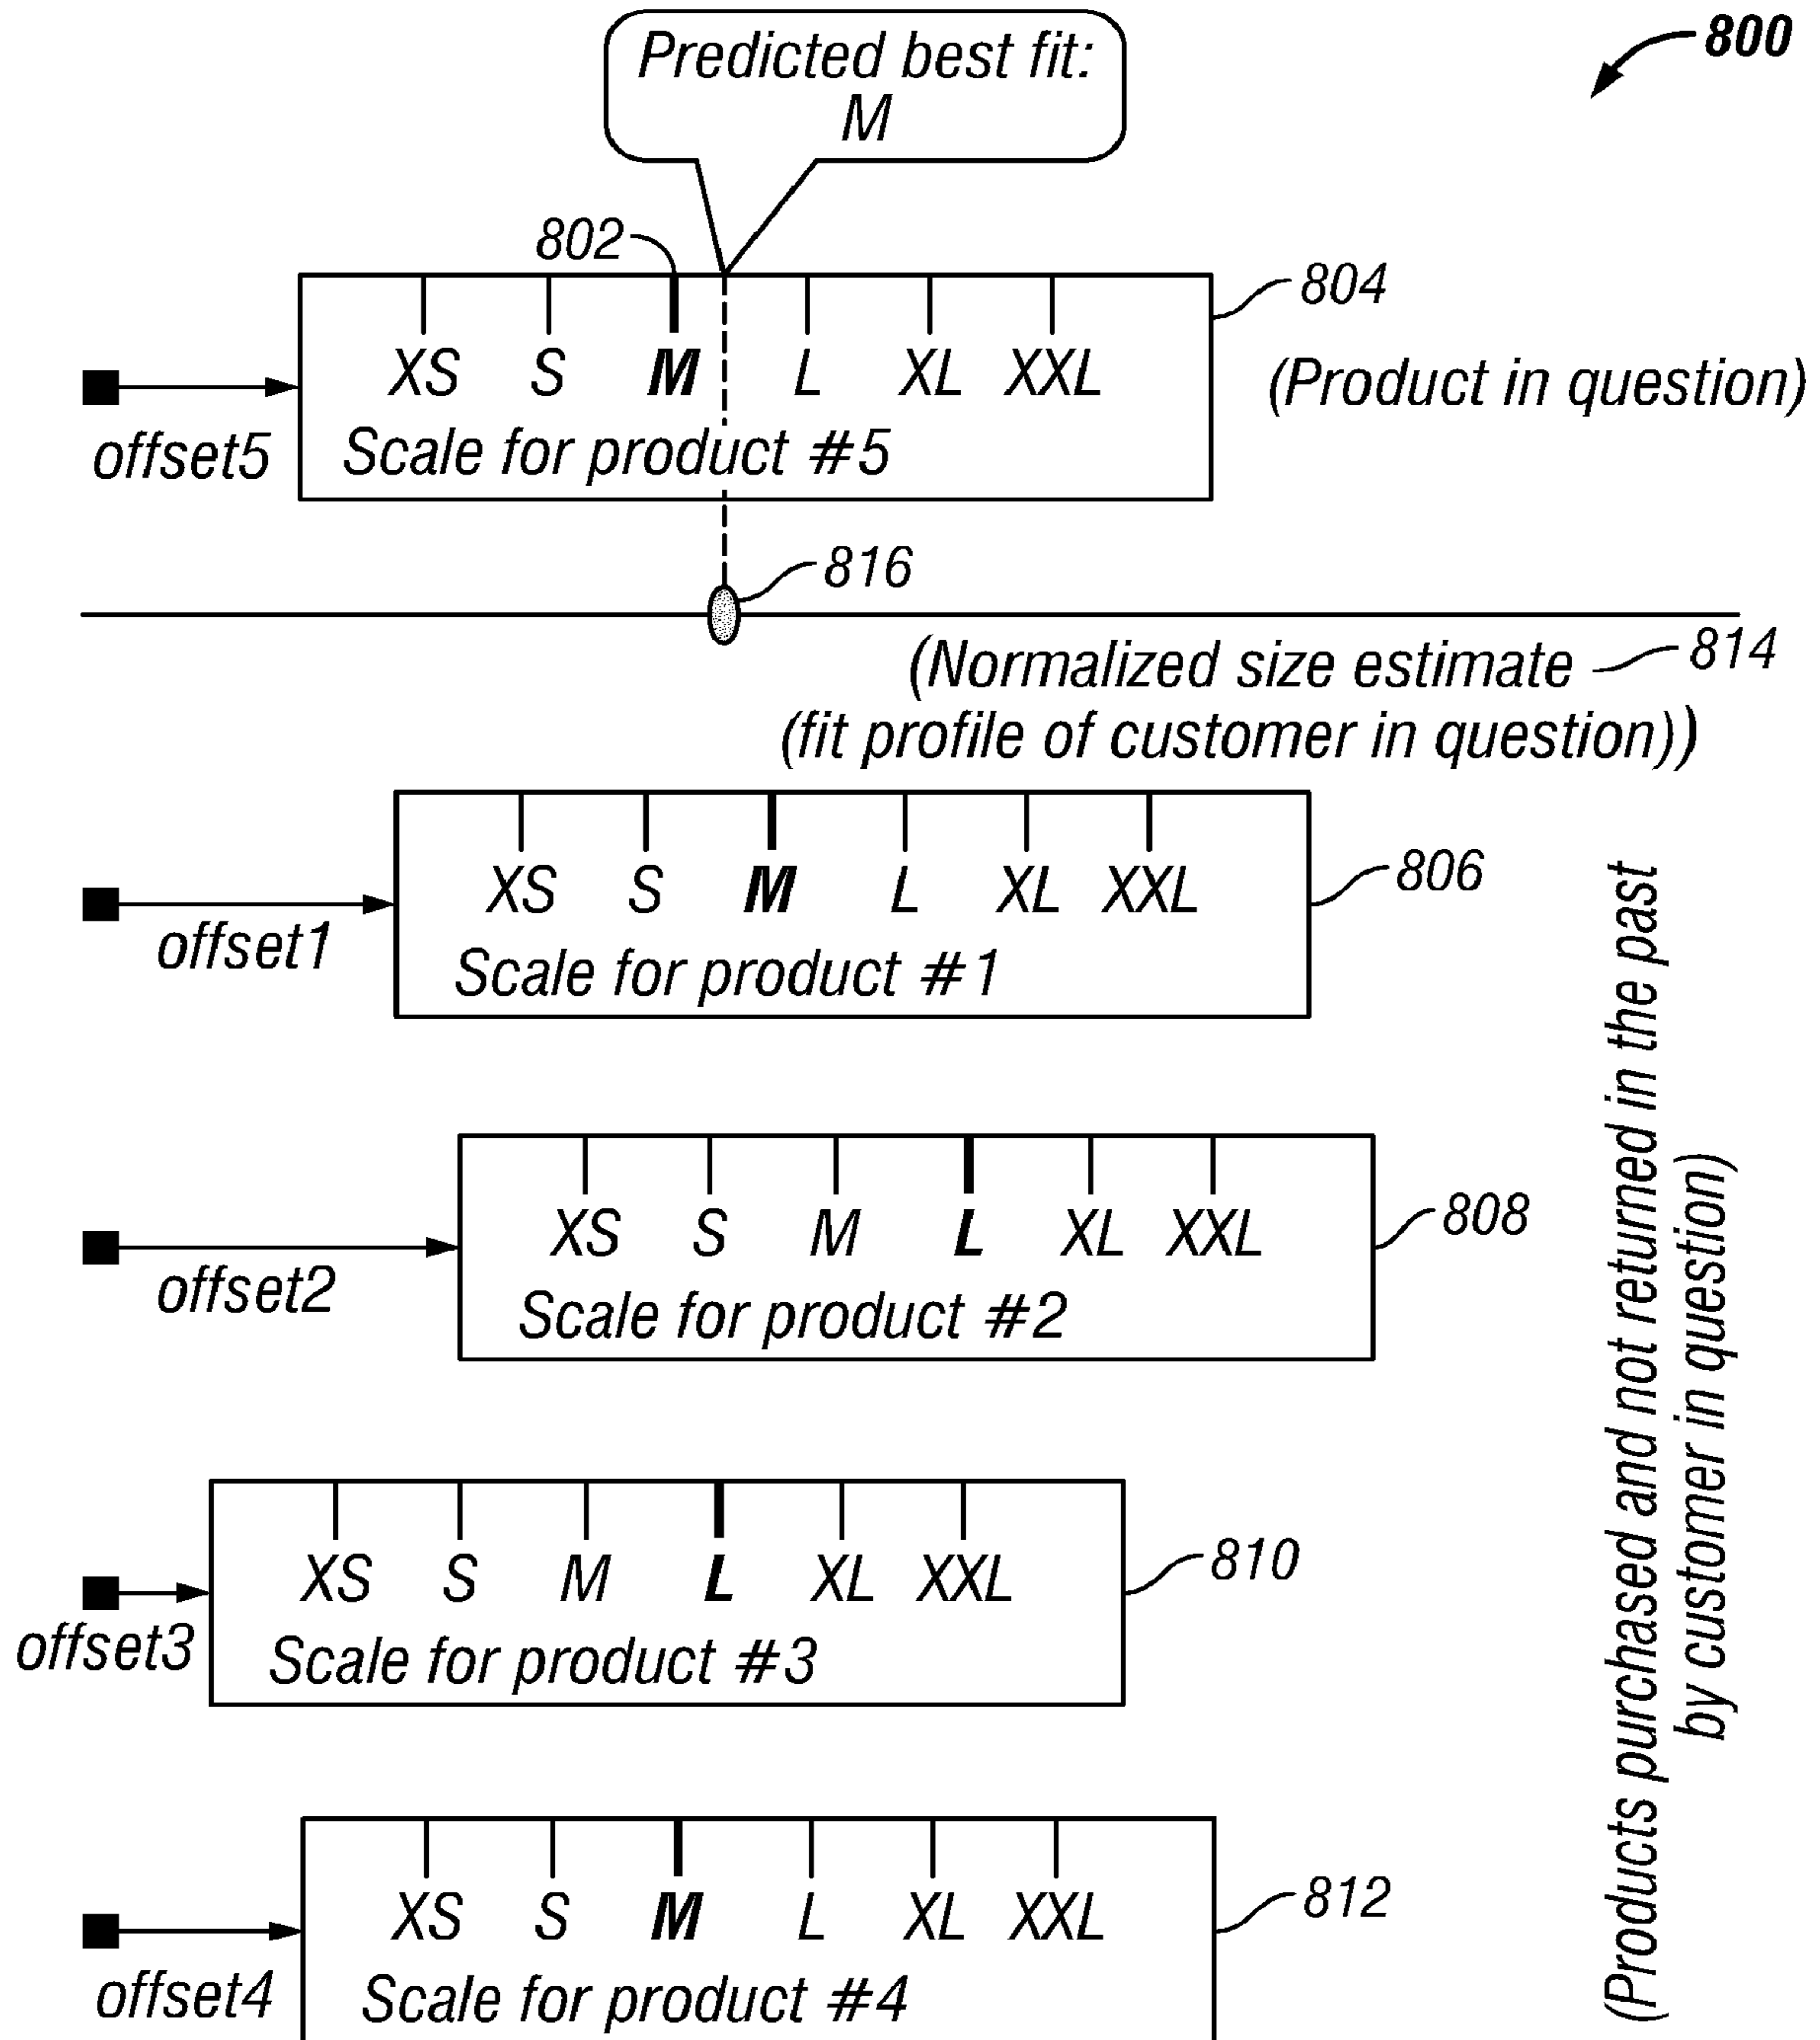 800
Predicted best fit:
M
802
804
XS S M L XL XXL
(Product in question)
offset5
Scale for product #5
816
(Normalized size estimate
814
(fit profile of customer in question))
XS S M L XL XXL
806
offset1
Scale for product #1
XS S M L XL XXL
808
offset2
Scale for product #2
XS S M L XL XXL
810
offset3
Scale for product #3
XS S M L XL XXL
812
offset4
Scale for product #4
(Products purchased and not returned in the past
by customer in question)